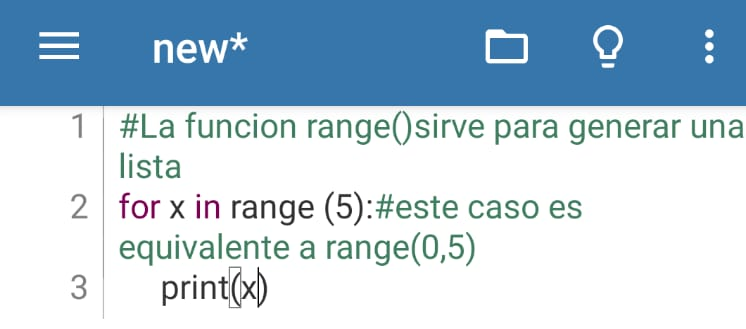 new*
1 #La funcion range()sirve para generar una
lista
2 for x in range (5):#este caso es
equivalente a range(0,5)
3 print(x)